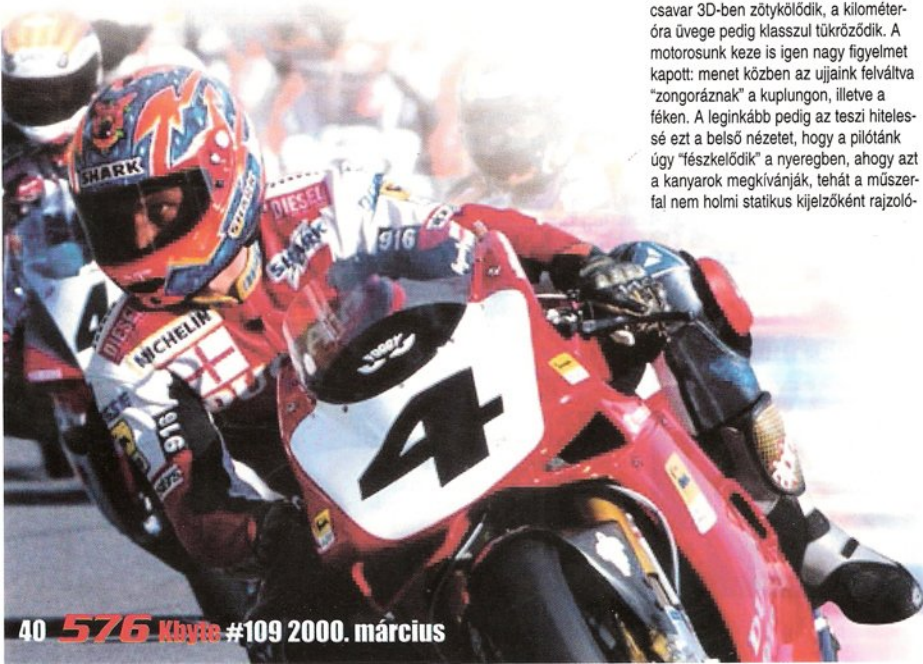 csavar 3D-ben zötykölődik, a kilométer-
óra üvege pedig klasszul tükröződik. A
motorosunk keze is igen nagy figyelmet
kapott: menet közben az ujjaink felváltva
"zongoráznak" a kuplungon, illetve a
féken. A leginkább pedig az teszi hiteles-
sé ezt a belső nézetet, hogy a pilótánk
úgy "fészkelődik" a nyeregben, ahogy azt
a kanyarok megkívánják, tehát a műszer-
fal nem holmi statikus kijelzőként rajzoló-
SHARK
DIESEL
SHARK
916
DIESEL
MICHELIN
FOGGY
916
4
40 576 Kbyte #109 2000. március